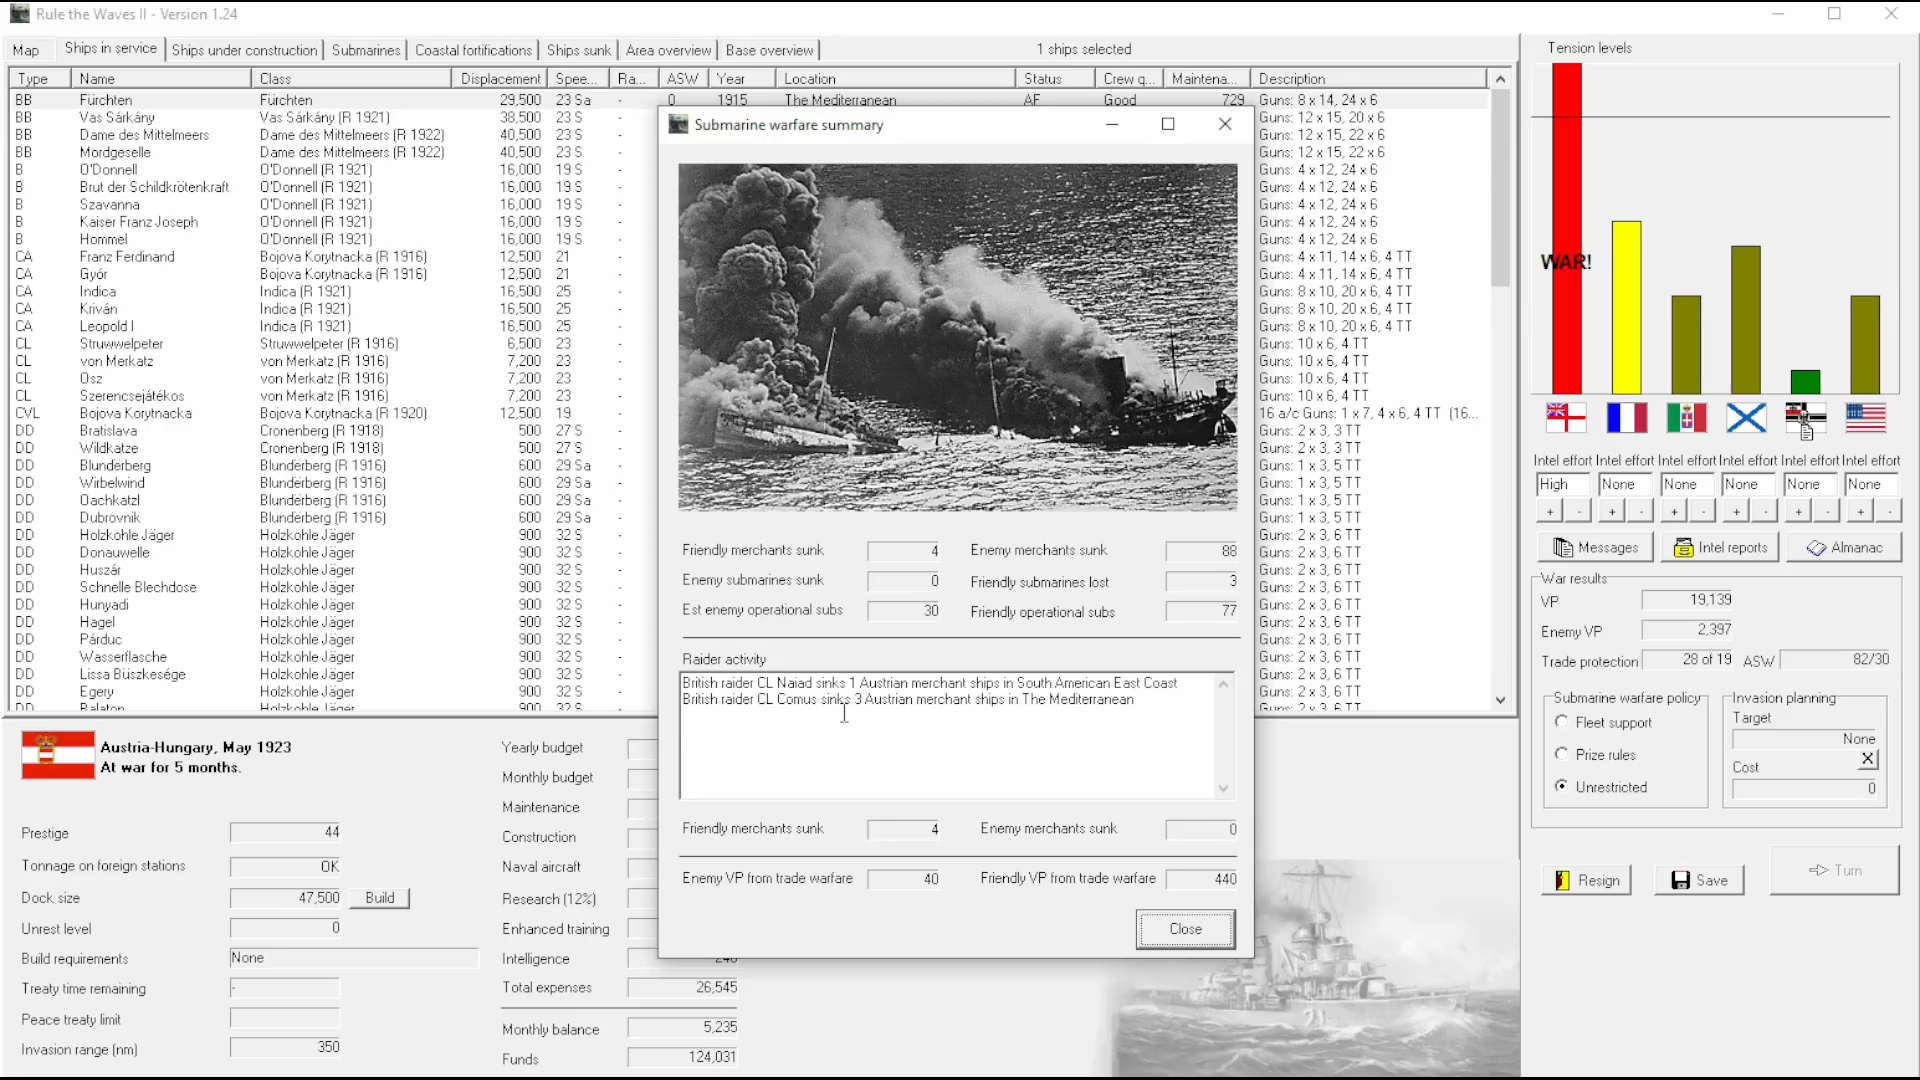 Rule the Waves II - Version 1.24
Map Ships in service Ships under construction Submarines Coastal fortifications Ships sunk Area overview Base overview 1 ships selected
Type Name Class Displacement Spee... Ra... ASW Year Location Status Crew q... Maintena... Description
BB Fürchten Fürchten 29,500 23 Sa - 0 1915 The Mediterranean AF Good 729 Guns: 8 x 14, 24 x 6
BB Vas Sárkány Vas Sárkány (R 1921) 38,500 23 S - Guns: 12 x 15, 20 x 6
BB Dame des Mittelmeers Dame des Mittelmeers (R 1922) 40,500 23 S - Guns: 12 x 15, 22 x 6
BB Mordgeselle Dame des Mittelmeers (R 1922) 40,500 23 S - Guns: 12 x 15, 22 x 6
B O'Donnell O'Donnell (R 1921) 16,000 19 S - Guns: 4 x 12, 24 x 6
B Brut der Schildkrötenkraft O'Donnell (R 1921) 16,000 19 S - Guns: 4 x 12, 24 x 6
B Szavanna O'Donnell (R 1921) 16,000 19 S - Guns: 4 x 12, 24 x 6
B Kaiser Franz Joseph O'Donnell (R 1921) 16,000 19 S - Guns: 4 x 12, 24 x 6
B Hommel O'Donnell (R 1921) 16,000 19 S - Guns: 4 x 12, 24 x 6
CA Franz Ferdinand Bojova Korytnacka (R 1916) 12,500 21 - Guns: 4 x 11, 14 x 6, 4 TT
CA Győr Bojova Korytnacka (R 1916) 12,500 21 - Guns: 4 x 11, 14 x 6, 4 TT
CA Indica Indica (R 1921) 16,500 25 - Guns: 8 x 10, 20 x 6, 4 TT
CA Kriván Indica (R 1921) 16,500 25 - Guns: 8 x 10, 20 x 6, 4 TT
CA Leopold I Indica (R 1921) 16,500 25 - Guns: 8 x 10, 20 x 6, 4 TT
CL Struwwelpeter Struwwelpeter (R 1916) 6,500 23 - Guns: 10 x 6, 4 TT
CL von Merkatz von Merkatz (R 1916) 7,200 23 - Guns: 10 x 6, 4 TT
CL Osz von Merkatz (R 1916) 7,200 23 - Guns: 10 x 6, 4 TT
CL Szerencsejátékos von Merkatz (R 1916) 7,200 23 - Guns: 10 x 6, 4 TT
CVL Bojova Korytnacka Bojova Korytnacka (R 1920) 12,500 19 - 16 a/c Guns: 1 x 7, 4 x 6, 4 TT (16...
DD Bratislava Cronenberg (R 1918) 500 27 S - Guns: 2 x 3, 3 TT
DD Wildkatze Cronenberg (R 1918) 500 27 S - Guns: 2 x 3, 3 TT
DD Blunderberg Blunderberg (R 1916) 600 29 Sa - Guns: 1 x 3, 5 TT
DD Wirbelwind Blunderberg (R 1916) 600 29 Sa - Guns: 1 x 3, 5 TT
DD Oachkatzl Blunderberg (R 1916) 600 29 Sa - Guns: 1 x 3, 5 TT
DD Dubrovnik Blunderberg (R 1916) 600 29 Sa - Guns: 1 x 3, 5 TT
DD Holzkohle Jäger Holzkohle Jäger 900 32 S - Guns: 2 x 3, 6 TT
DD Donauwelle Holzkohle Jäger 900 32 S - Guns: 2 x 3, 6 TT
DD Huszár Holzkohle Jäger 900 32 S - Guns: 2 x 3, 6 TT
DD Schnelle Blechdose Holzkohle Jäger 900 32 S - Guns: 2 x 3, 6 TT
DD Hunyadi Holzkohle Jäger 900 32 S - Guns: 2 x 3, 6 TT
DD Hagel Holzkohle Jäger 900 32 S - Guns: 2 x 3, 6 TT
DD Párduc Holzkohle Jäger 900 32 S - Guns: 2 x 3, 6 TT
DD Wasserflasche Holzkohle Jäger 900 32 S - Guns: 2 x 3, 6 TT
DD Lissa Büszkesége Holzkohle Jäger 900 32 S - Guns: 2 x 3, 6 TT
DD Egery Holzkohle Jäger 900 32 S - Guns: 2 x 3, 6 TT
DD Balaton Holzkohle Jäger 900 32 S - Guns: 2 x 3, 6 TT
Submarine warfare summary
Friendly merchants sunk 4 Enemy merchants sunk 88
Enemy submarines sunk 0 Friendly submarines lost 3
Est enemy operational subs 30 Friendly operational subs 77
Raider activity
British raider CL Naiad sinks 1 Austrian merchant ships in South American East Coast
British raider CL Comus sinks 3 Austrian merchant ships in The Mediterranean
Friendly merchants sunk 4 Enemy merchants sunk 0
Enemy VP from trade warfare 40 Friendly VP from trade warfare 440
Close
Tension levels
WAR!
Intel effort Intel effort Intel effort Intel effort Intel effort Intel effort
High None None None None None
+ - + - + - + - + - + -
Messages Intel reports Almanac
War results
VP 19,139
Enemy VP 2,397
Trade protection 28 of 19 ASW 82/30
Submarine warfare policy
Fleet support
Prize rules
Unrestricted
Invasion planning
Target
None
X
Cost
0
Resign Save Turn
Austria-Hungary, May 1923
At war for 5 months.
Prestige 44
Tonnage on foreign stations OK
Dock size 47,500 Build
Unrest level 0
Build requirements None
Treaty time remaining -
Peace treaty limit
Invasion range (nm) 350
Yearly budget
Monthly budget
Maintenance
Construction
Naval aircraft
Research (12%)
Enhanced training
Intelligence 240
Total expenses 26,545
Monthly balance 5,235
Funds 124,031